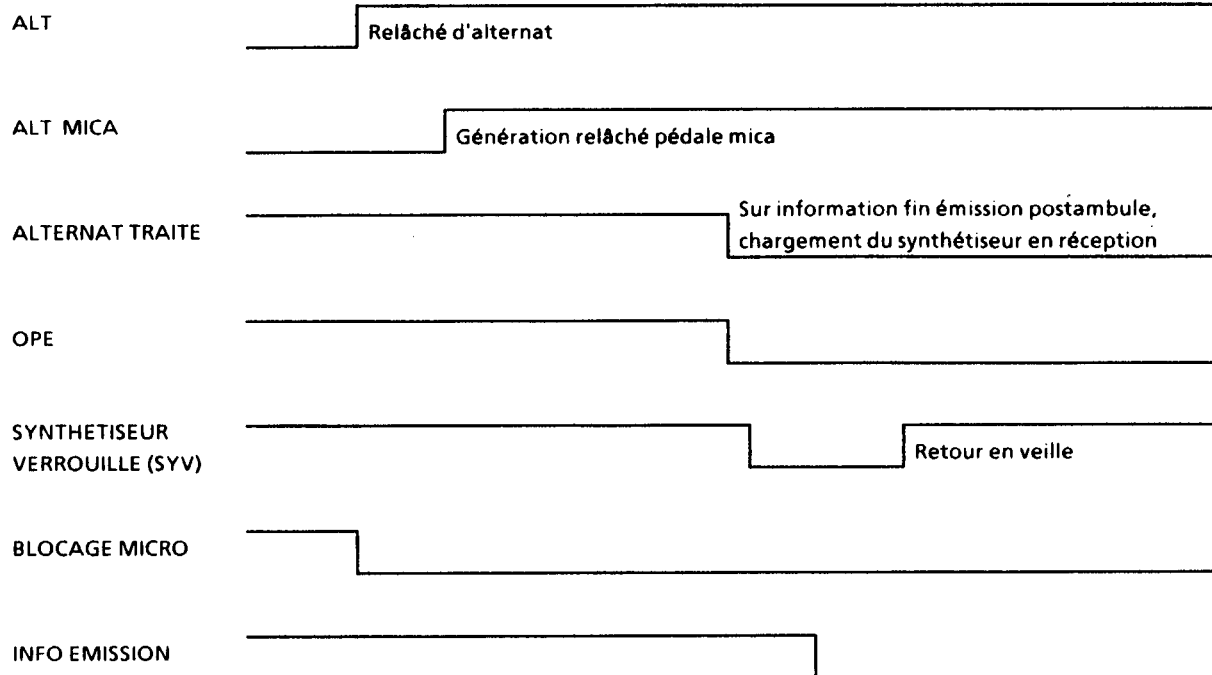 ALT
Relâché d'alternat
ALT MICA
Génération relâché pédale mica
ALTERNAT TRAITE
Sur information fin émission postambule,
chargement du synthétiseur en réception
OPE
SYNTHETISEUR
VERROUILLE (SYV)
Retour en veille
BLOCAGE MICRO
INFO EMISSION